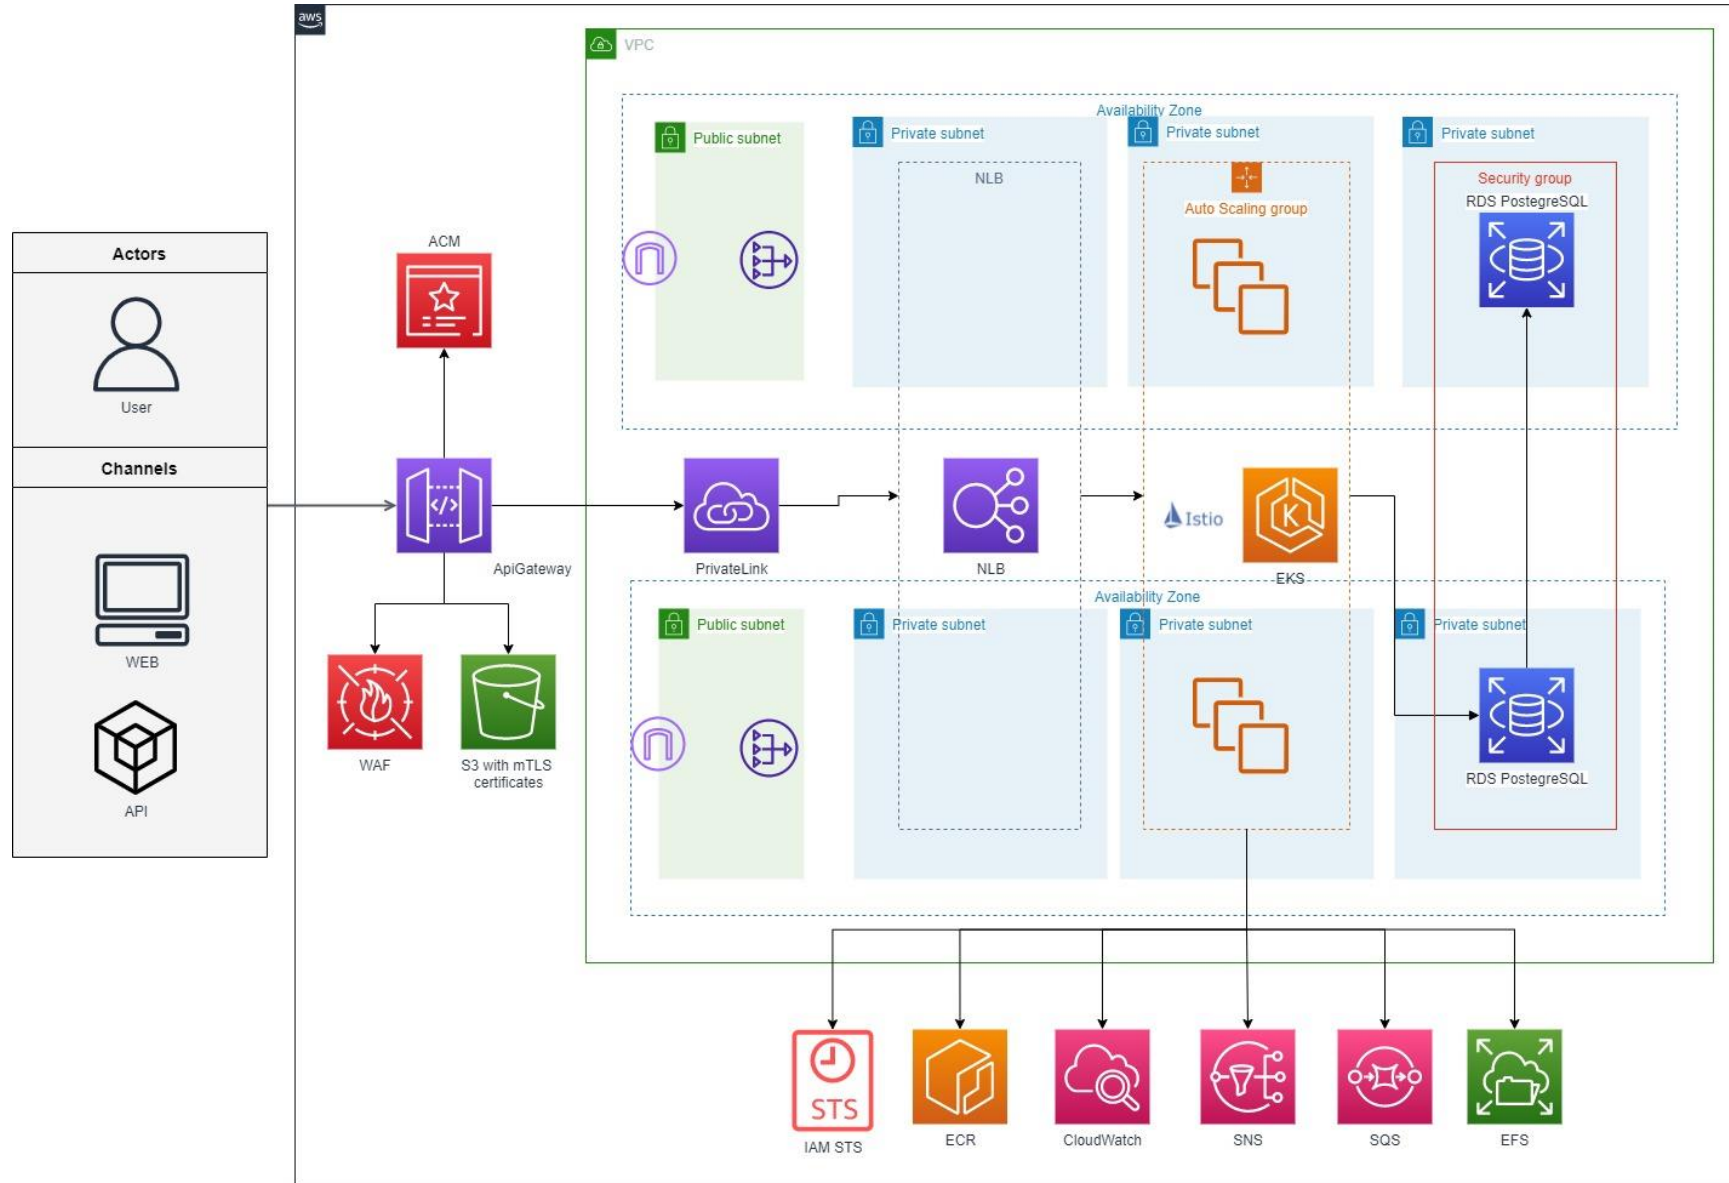 aws
VPC
Availability Zone
Public subnet
Private subnet
Private subnet
Private subnet
NLB
Auto Scaling group
Security group
RDS PostegreSQL
Actors
User
Channels
WEB
API
ACM
</>
ApiGateway
PrivateLink
NLB
Istio
K
EKS
WAF
S3 with mTLS
certificates
Availability Zone
Public subnet
Private subnet
Private subnet
Private subnet
RDS PostegreSQL
STS
IAM STS
ECR
CloudWatch
SNS
SQS
EFS